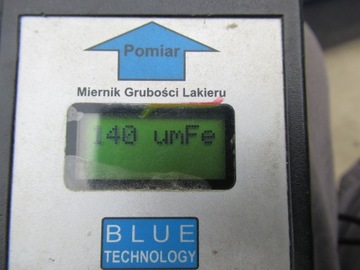 Pomiar
Miernik Grubości Lakieru
140 umFe
BLUE
TECHNOLOGY